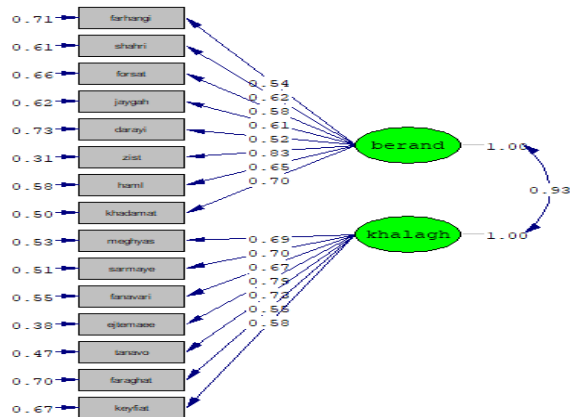 0.71 farhangi
0.61 shahri
0.66 forsat
0.62 jaygah
0.73 darayi
0.31 zist
0.58 haml
0.50 khadamat
0.53 meghyas
0.51 sarmaye
0.55 fanavari
0.38 ejtemaee
0.47 tanavo
0.70 faraghat
0.67 keyfiat
0.54
0.62
0.58
0.61
0.52
0.83
0.65
0.70
0.69
0.70
0.67
0.79
0.73
0.55
0.58
berand 1.00
khalagh 1.00
0.93